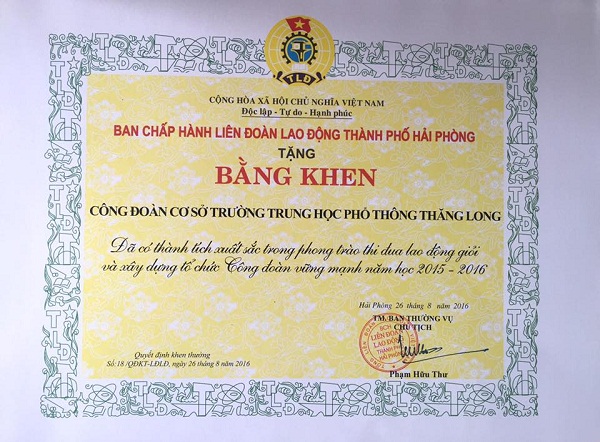 TLĐ
CỘNG HÒA XÃ HỘI CHỦ NGHĨA VIỆT NAM
Độc lập - Tự do - Hạnh phúc
BAN CHẤP HÀNH LIÊN ĐOÀN LAO ĐỘNG THÀNH PHỐ HẢI PHÒNG
TẶNG
BẰNG KHEN
CÔNG ĐOÀN CƠ SỞ TRƯỜNG TRUNG HỌC PHỔ THÔNG THĂNG LONG
Đã có thành tích xuất sắc trong phong trào thi đua lao động giỏi
và xây dựng tổ chức Công đoàn vững mạnh năm học 2015 - 2016
Hải Phòng 26 tháng 8 năm 2016
TM. BAN THƯỜNG VỤ
CHỦ TỊCH
BCH
LIÊN ĐOÀN
LAO ĐỘNG
THÀNH PHỐ
HẢI PHÒNG
Phạm Hữu Thư
Quyết định khen thưởng
Số:18 /QĐKT-LĐLĐ, ngày 26 tháng 8 năm 2016